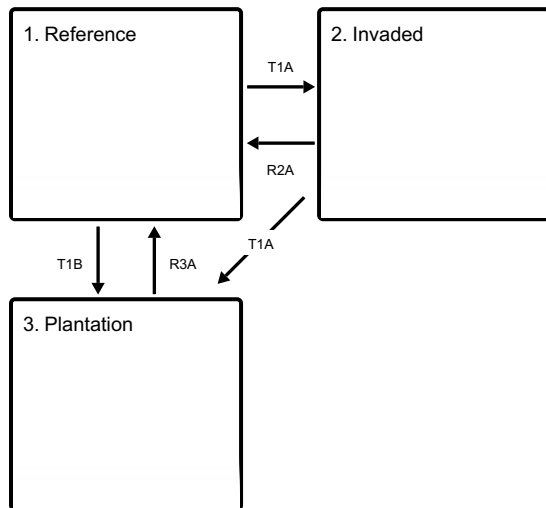 1. Reference
2. Invaded
T1A
R2A
T1A
T1B
R3A
3. Plantation